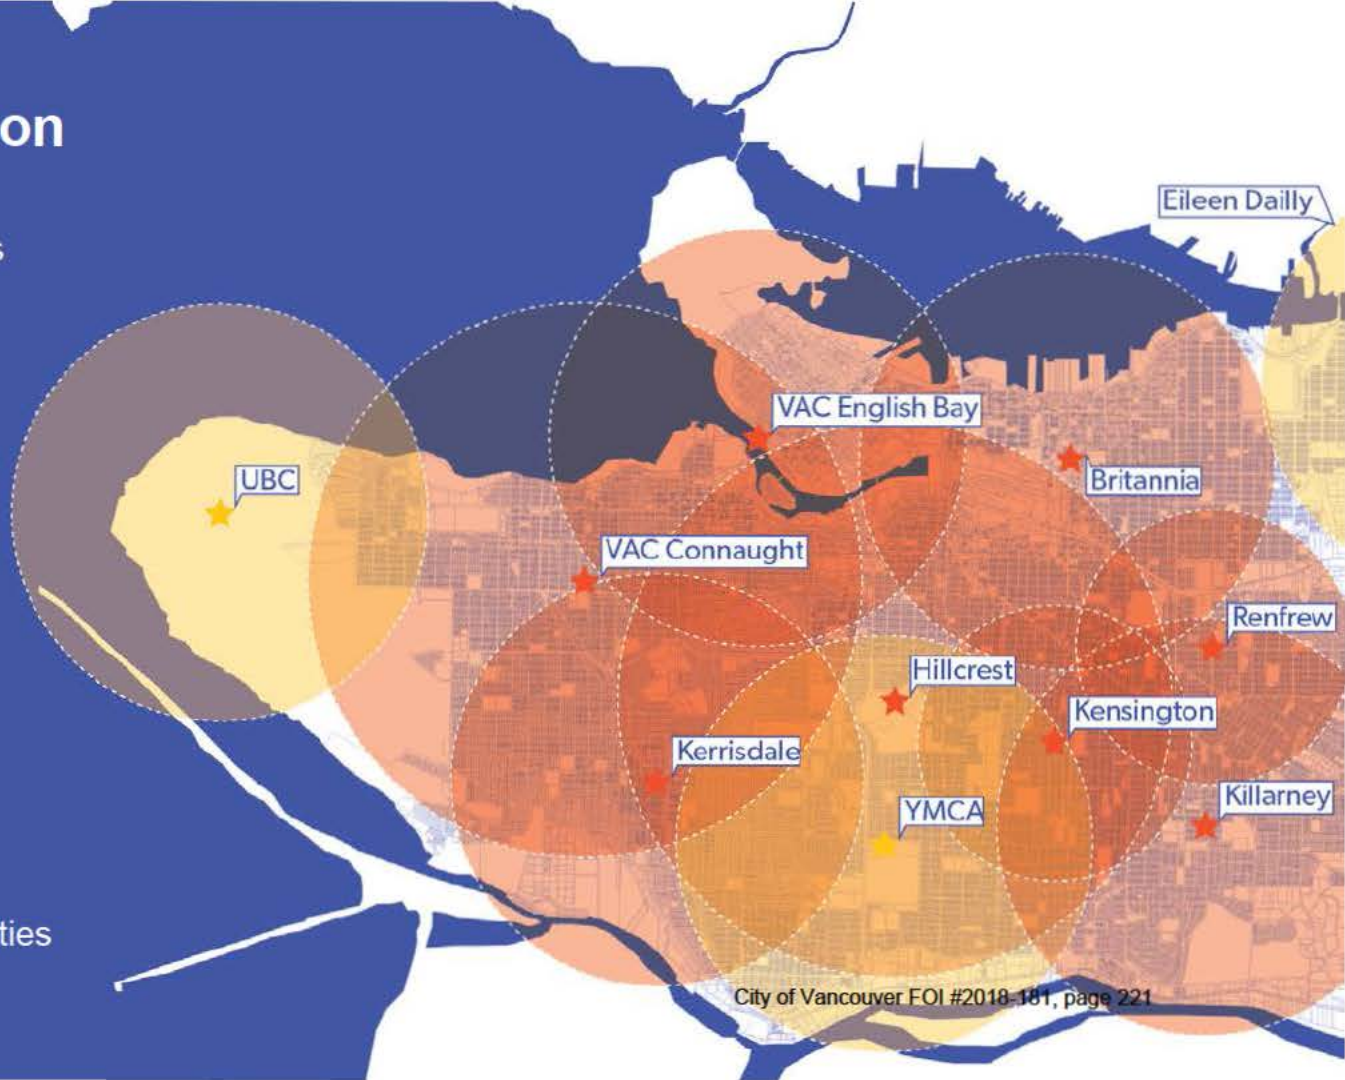 on
s
Eileen Dailly
VAC English Bay
UBC
Britannia
VAC Connaught
Renfrew
Hillcrest
Kensington
Kerrisdale
Killarney
YMCA
ties
City of Vancouver FOI #2018-181, page 221